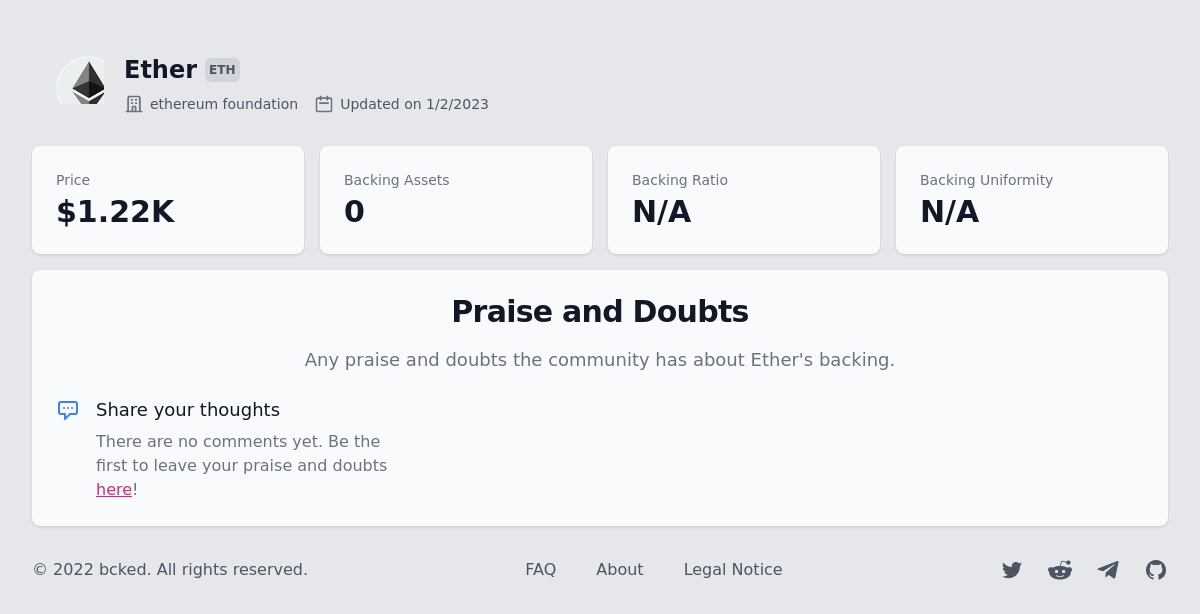 Ether ETH
ethereum foundation Updated on 1/2/2023
Price
$1.22K
Backing Assets
0
Backing Ratio
N/A
Backing Uniformity
N/A
Praise and Doubts
Any praise and doubts the community has about Ether's backing.
Share your thoughts
There are no comments yet. Be the
first to leave your praise and doubts
here!
© 2022 bcked. All rights reserved. FAQ About Legal Notice